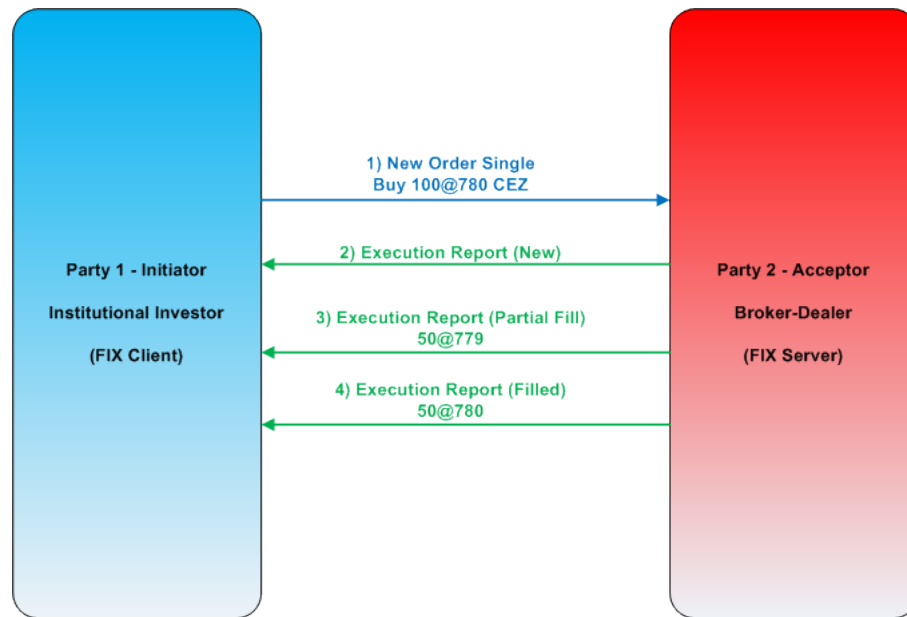 1) New Order Single
Buy 100@780 CEZ
2) Execution Report (New)
Party 1 - Initiator
Institutional Investor
(FIX Client)
3) Execution Report (Partial Fill)
50@779
4) Execution Report (Filled)
50@780
Party 2 - Acceptor
Broker-Dealer
(FIX Server)